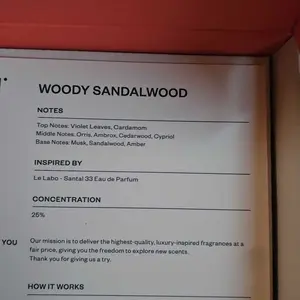 WOODY SANDALWOOD
NOTES
Top Notes: Violet Leaves, Cardamom
Middle Notes: Orris, Ambrox, Cedarwood, Cypriol
Base Notes: Musk, Sandalwood, Amber
INSPIRED BY
Le Labo - Santal 33 Eau de Parfum
CONCENTRATION
25%
YOU
Our mission is to deliver the highest-quality, luxury-inspired fragrances at a
fair price, giving you the freedom to explore new scents.
Thank you for giving us a try.
HOW IT WORKS